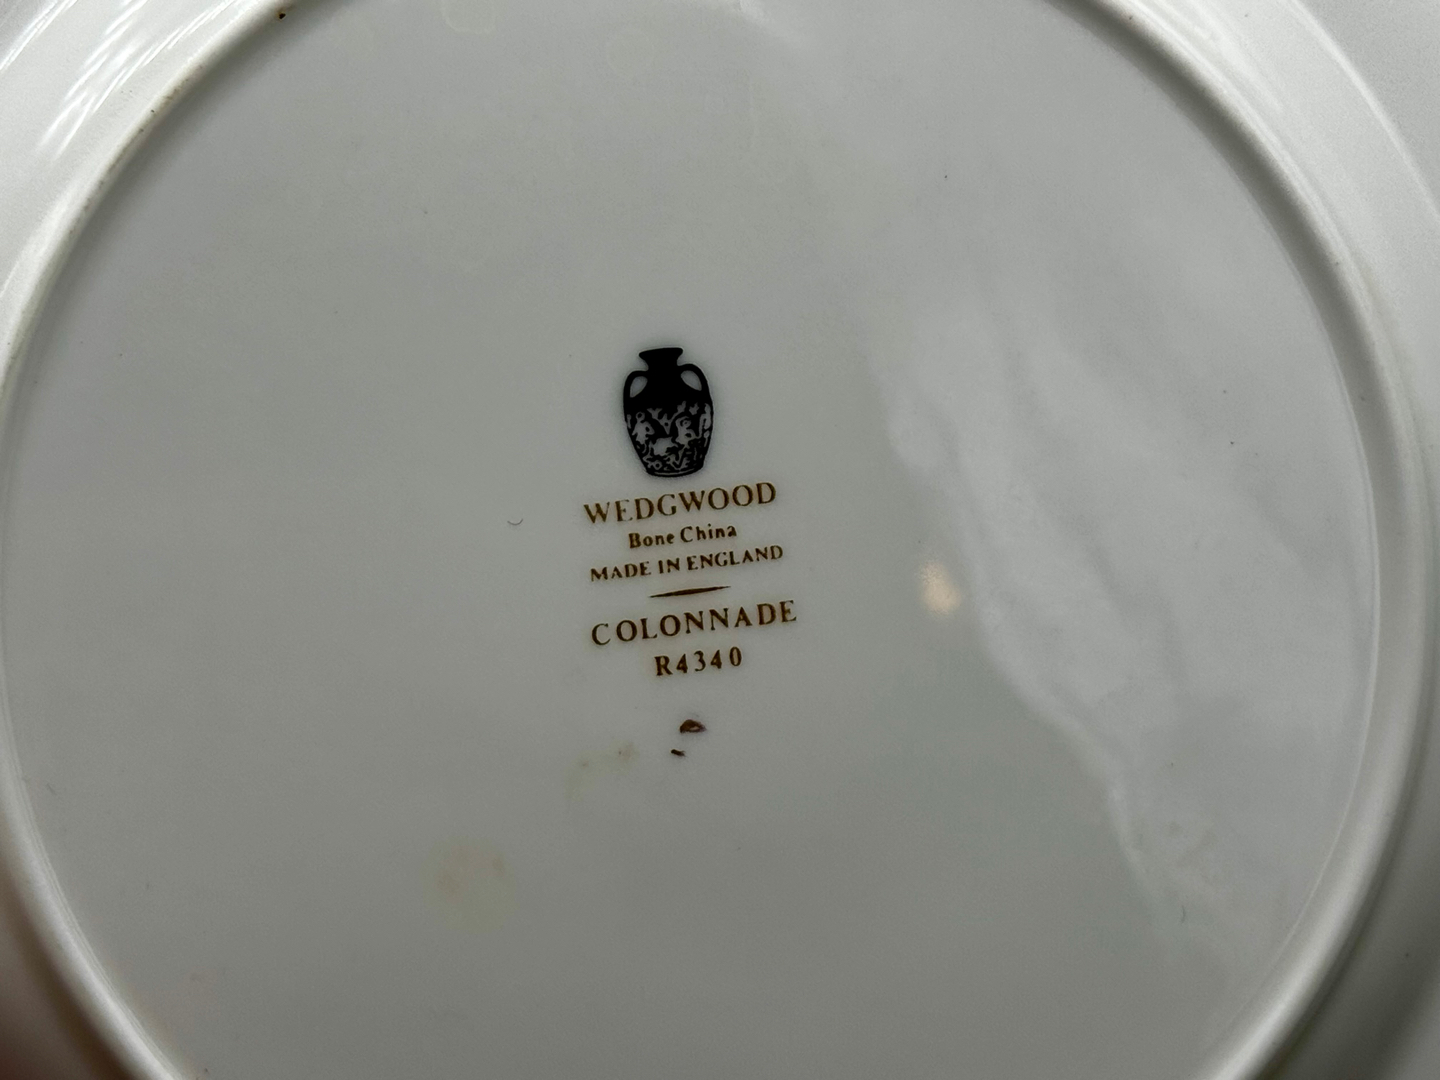 WEDGWOOD
Bone China
MADE IN ENGLAND
COLONNADE
R4340